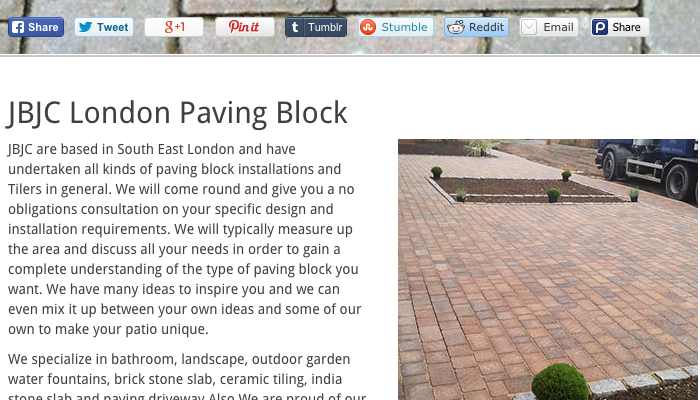 Share Tweet g+1 Pin it Tumblr Stumble Reddit Email Share
JBJC London Paving Block
JBJC are based in South East London and have
undertaken all kinds of paving block installations and
Tilers in general. We will come round and give you a no
obligations consultation on your specific design and
installation requirements. We will typically measure up
the area and discuss all your needs in order to gain a
complete understanding of the type of paving block you
want. We have many ideas to inspire you and we can
even mix it up between your own ideas and some of our
own to make your patio unique.
We specialize in bathroom, landscape, outdoor garden
water fountains, brick stone slab, ceramic tiling, india
stone slab and paving driveway Also We are proud of our